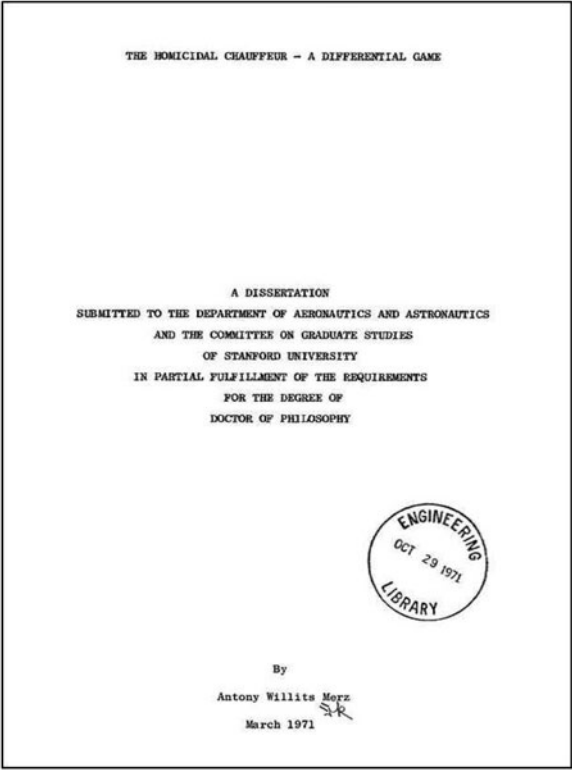 THE HOMICIDAL CHAUFFEUR - A DIFFERENTIAL GAME
A DISSERTATION
SUBMITTED TO THE DEPARTMENT OF AERONAUTICS AND ASTRONAUTICS
AND THE COMMITTEE ON GRADUATE STUDIES
OF STANFORD UNIVERSITY
IN PARTIAL FULFILLMENT OF THE REQUIREMENTS
FOR THE DEGREE OF
DOCTOR OF PHILOSOPHY
ENGINEERING
OCT 29 1971
LIBRARY
By
Antony Willits Merz
March 1971